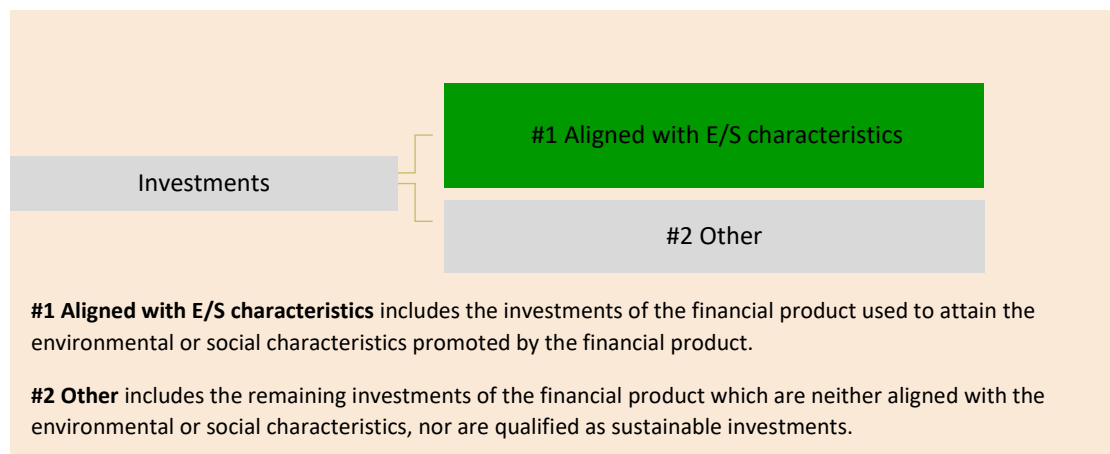 #1 Aligned with E/S characteristics
Investments
#2 Other
#1 Aligned with E/S characteristics includes the investments of the financial product used to attain the
environmental or social characteristics promoted by the financial product.
#2 Other includes the remaining investments of the financial product which are neither aligned with the
environmental or social characteristics, nor are qualified as sustainable investments.